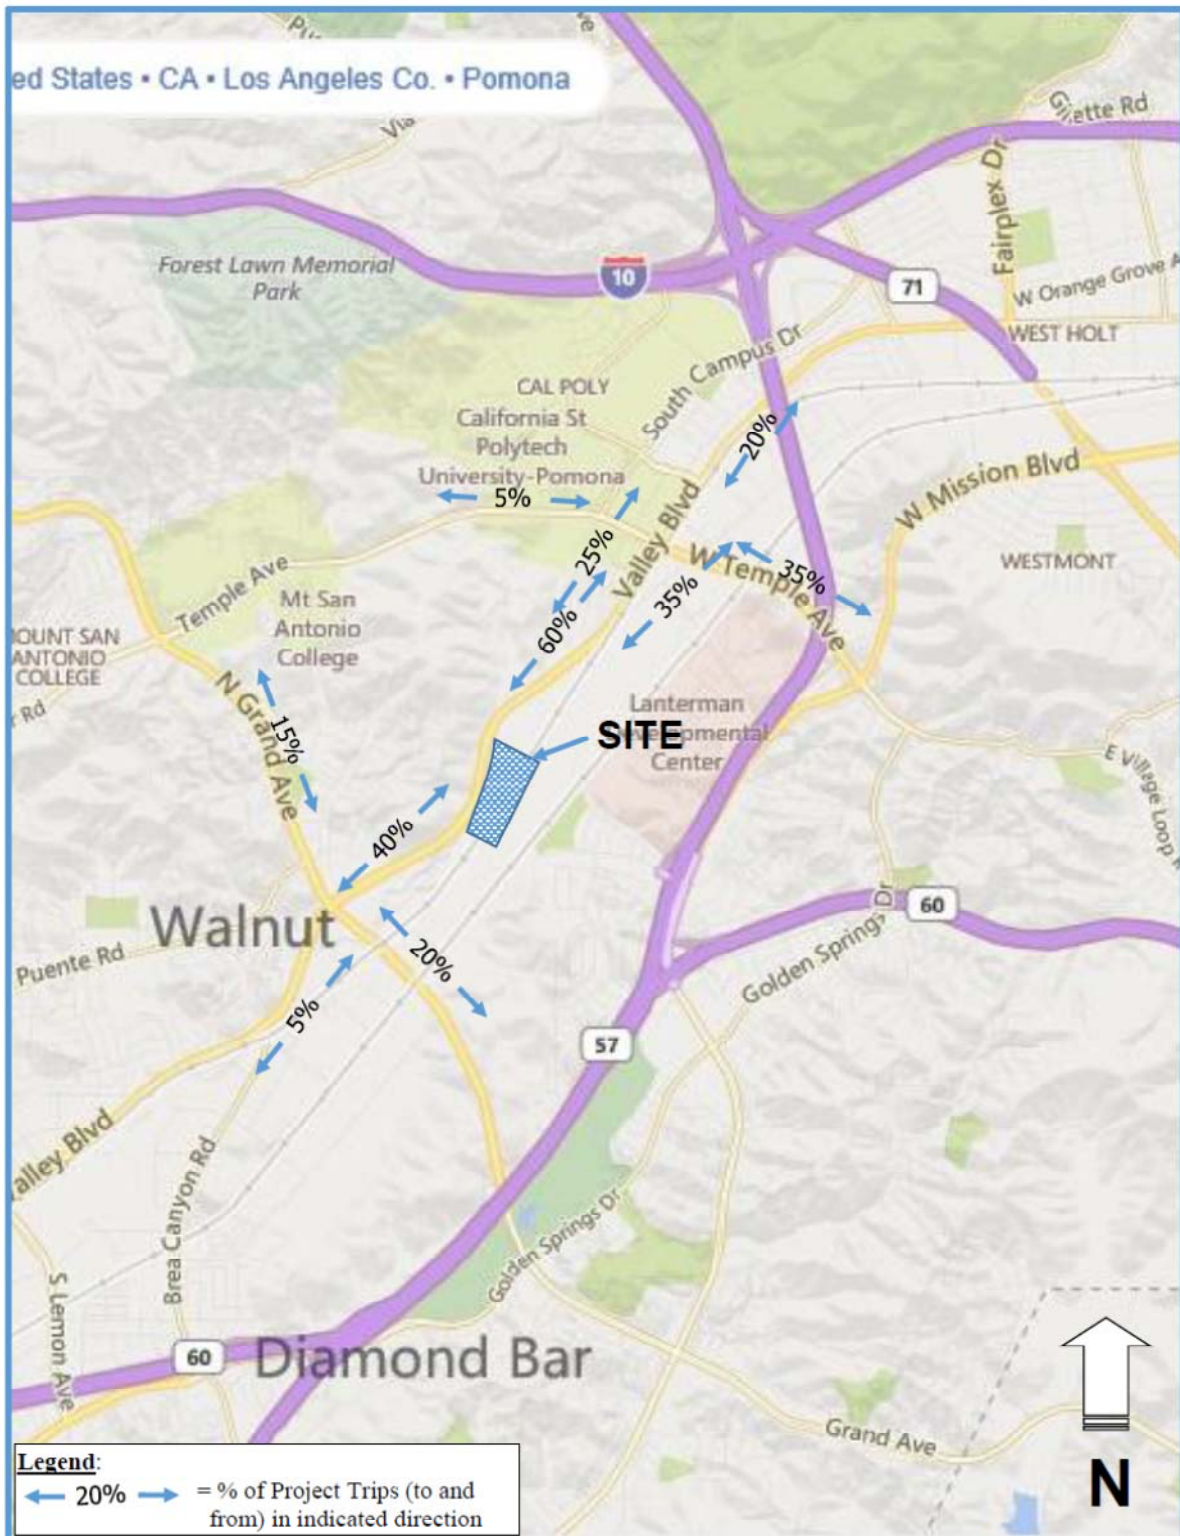 ed States • CA • Los Angeles Co. • Pomona
Gilette Rd
Fairplex Dr
Forest Lawn Memorial
Park
10
71
W Orange Grove A
WEST HOLT
South Campus Dr
CAL POLY
California St
Polytech
University-Pomona
20%
W Mission Blvd
5%
25%
Valley Blvd
W Temple Ave
35%
35%
WESTMONT
Temple Ave
Mt San
Antonio
College
OUNT SAN
ANTONIO
COLLEGE
r Rd
60%
N Grand Ave
15%
Lanterman
Developmental
Center
SITE
E Village Loop R
40%
Walnut
60
Golden Springs Dr
Puente Rd
20%
5%
57
alley Blvd
Brea Canyon Rd
Golden Springs Dr
S Lemon Ave
60
Diamond Bar
Grand Ave
N
Legend:
20% = % of Project Trips (to and
from) in indicated direction